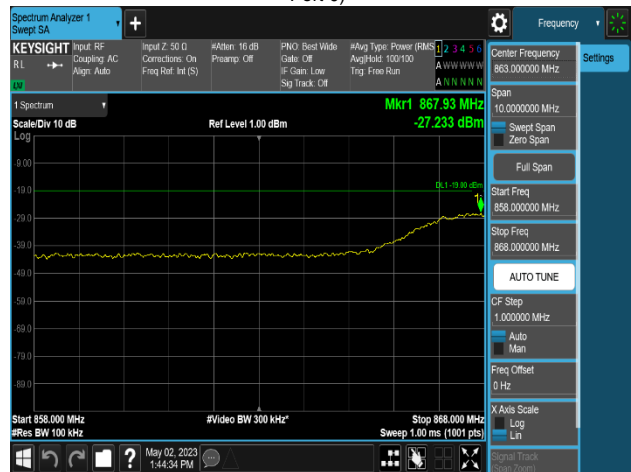 Spectrum Analyzer 1
Swept SA
Frequency
KEYSIGHT
RL
LW
Input: RF
Coupling: AC
Align: Auto
Input Z: 50 Ω
Corrections: On
Freq Ref: Int (S)
#Atten: 16 dB
Preamp: Off
PNO: Best Wide
Gate: Off
IF Gain: Low
Sig Track: Off
#Avg Type: Power (RMS
Avg|Hold: 100/100
Trig: Free Run
1 2 3 4 5 6
A W W W W W
A N N N N N
Center Frequency
863.000000 MHz
Settings
Span
10.0000000 MHz
Swept Span
Zero Span
Full Span
Start Freq
858.000000 MHz
Stop Freq
868.000000 MHz
AUTO TUNE
CF Step
1.000000 MHz
Auto
Man
Freq Offset
0 Hz
X Axis Scale
Log
Lin
Signal Track
(Span Zoom)
1 Spectrum
Scale/Div 10 dB
Log
Ref Level 1.00 dBm
Mkr1 867.93 MHz
-27.233 dBm
DL1 -19.00 dBm
1
-9.00
-19.0
-29.0
-39.0
-49.0
-59.0
-69.0
-79.0
-89.0
Start 858.000 MHz
#Res BW 100 kHz
#Video BW 300 kHz*
Stop 868.000 MHz
Sweep 1.00 ms (1001 pts)
?
May 02, 2023
1:44:34 PM